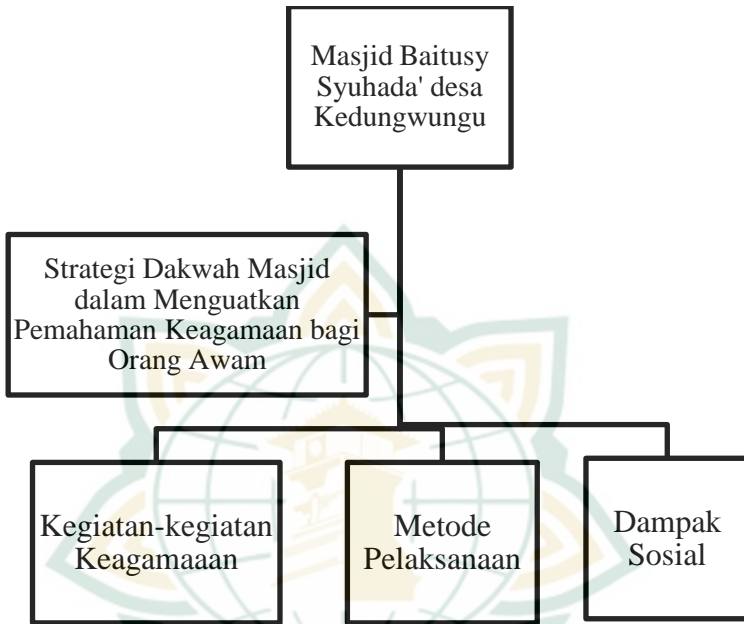 Masjid Baitusy
Syuhada' desa
Kedungwungu
Strategi Dakwah Masjid
dalam Menguatkan
Pemahaman Keagamaan bagi
Orang Awam
Kegiatan-kegiatan
Keagamaaan
Metode
Pelaksanaan
Dampak
Sosial